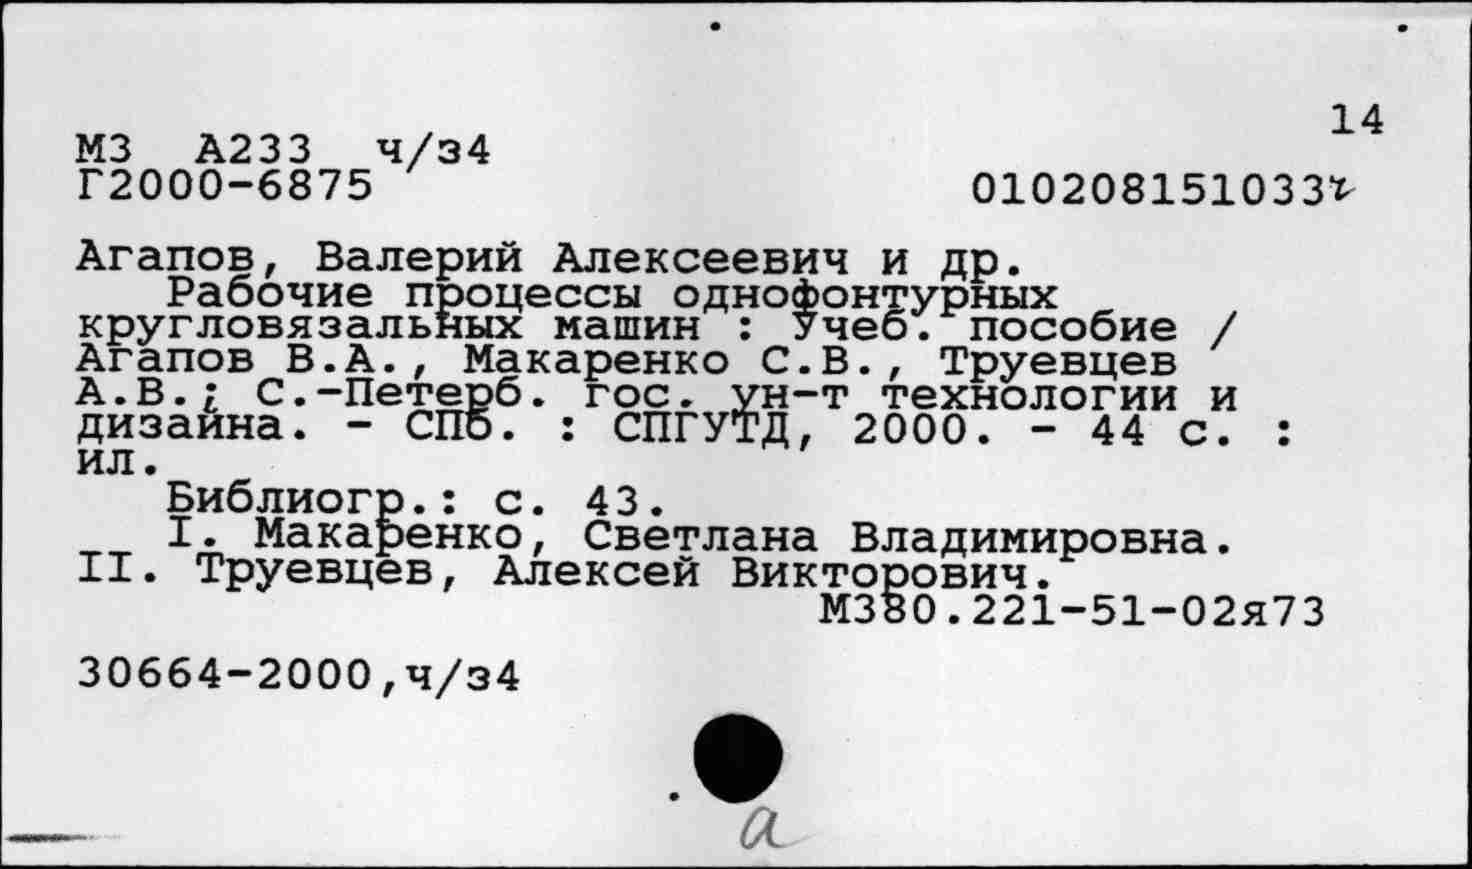 14
М3 А233 ч/з4
Г2000-6875 010208151033г
Агапов, Валерий Алексеевич и др.
Рабочие процессы однофонтурных
кругловязальных машин : Учеб. пособие /
Агапов В.А., Макаренко С.В., Труевцев
А.В.; С.-Петерб. гос. ун-т технологии и
дизайна. - СПб. : СПГУТД, 2000. - 44 с. :
ил.
Библиогр.: с. 43.
I. Макаренко, Светлана Владимировна.
II. Труевцев, Алексей Викторович.
М380.221-51-02я73
30664-2000,ч/з4
а